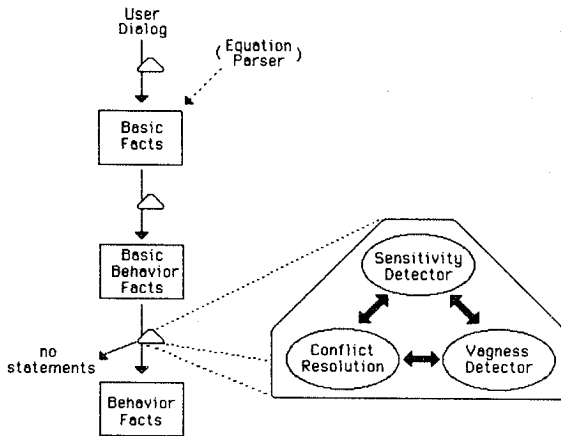 User
Dialog
( Equation
Parser )
Basic
Facts
Basic
Behavior
Facts
Sensitivity
Detector
Conflict
Resolution
Vagness
Detector
no
statements
Behavior
Facts